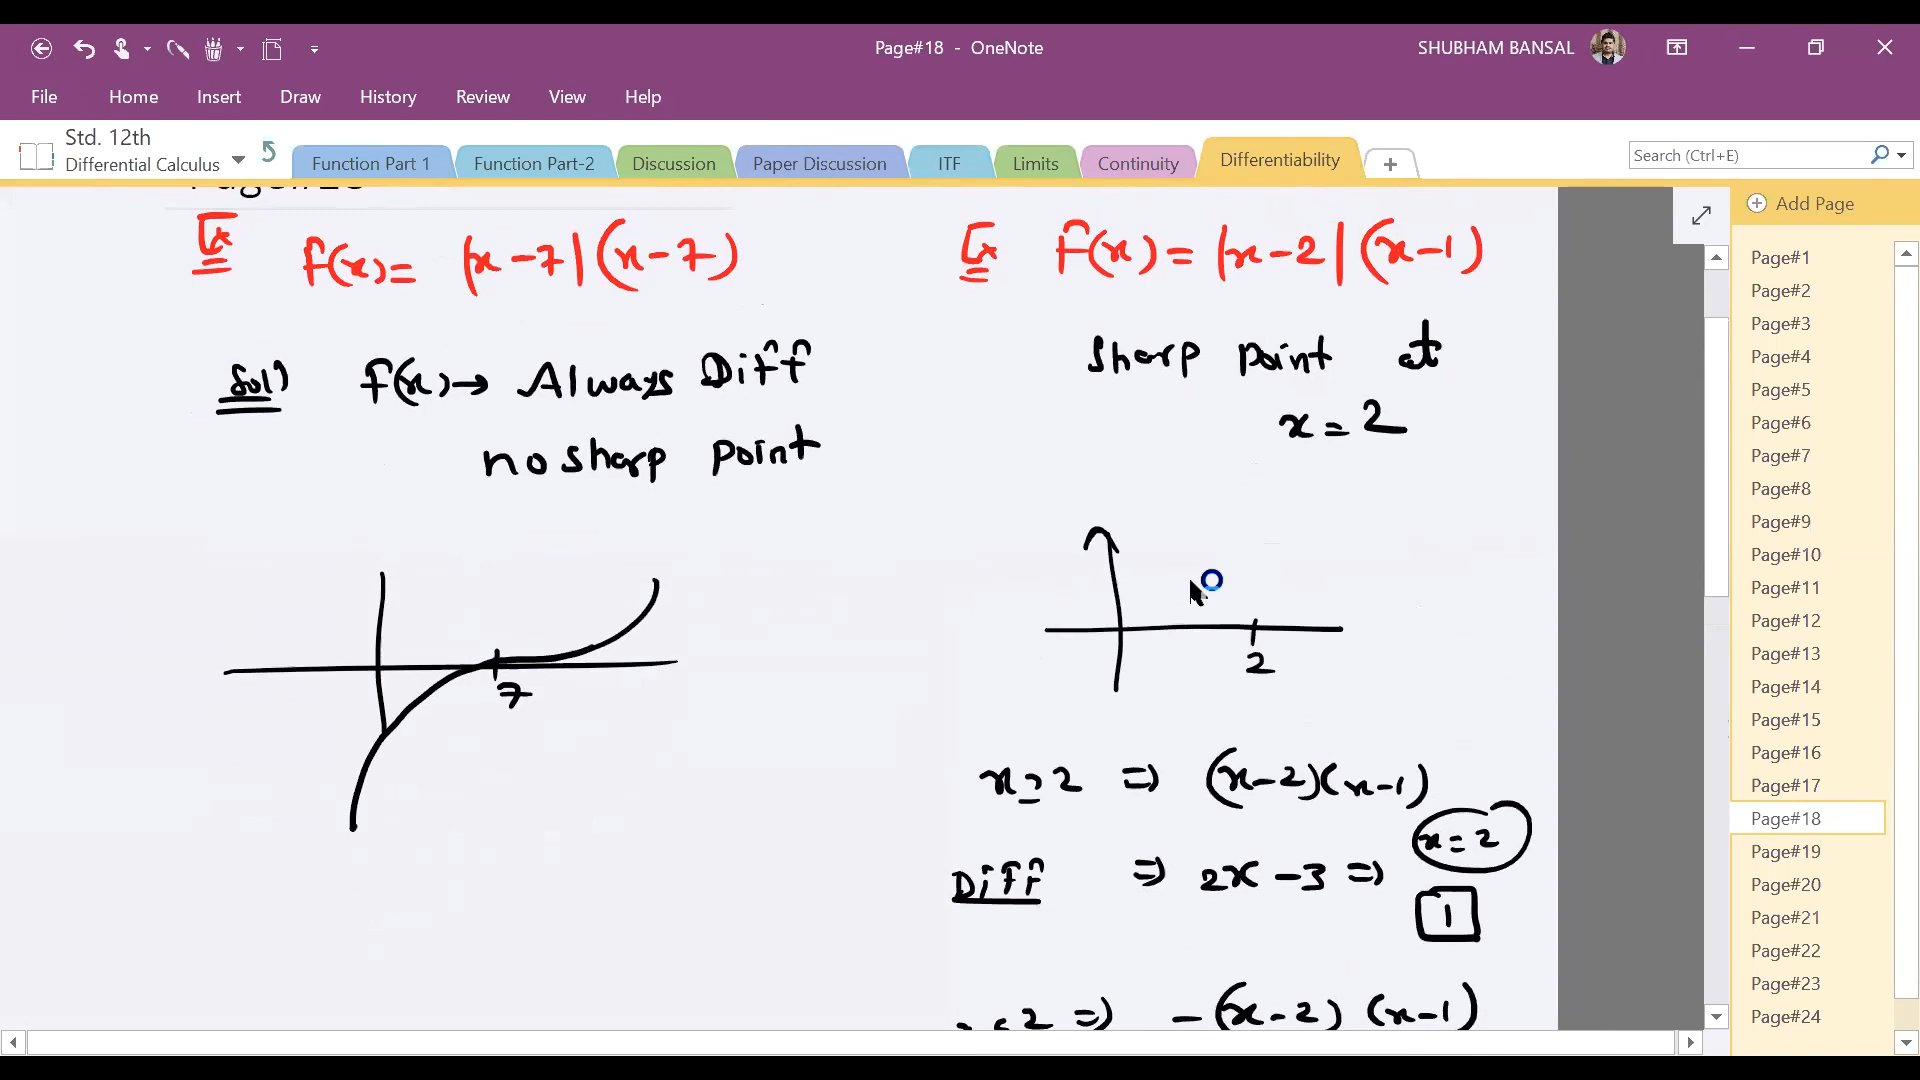 Page#18 - OneNote
SHUBHAM BANSAL
File Home Insert Draw History Review View Help
Std. 12th
Differential Calculus
Function Part 1
Function Part-2
Discussion
Paper Discussion
ITF
Limits
Continuity
Differentiability
Search (Ctrl+E)
Ex f(x) = |x-7| (x-7)
Sol) f(x) → Always Diff
no sharp point
7
Ex f(x) = |x-2| (x-1)
Sharp point at
x = 2
2
x ≥ 2 ⇒ (x-2)(x-1)
x = 2
Diff ⇒ 2x - 3 ⇒
1
x < 2 ⇒ -(x-2) (x-1)
Add Page
Page#1
Page#2
Page#3
Page#4
Page#5
Page#6
Page#7
Page#8
Page#9
Page#10
Page#11
Page#12
Page#13
Page#14
Page#15
Page#16
Page#17
Page#18
Page#19
Page#20
Page#21
Page#22
Page#23
Page#24